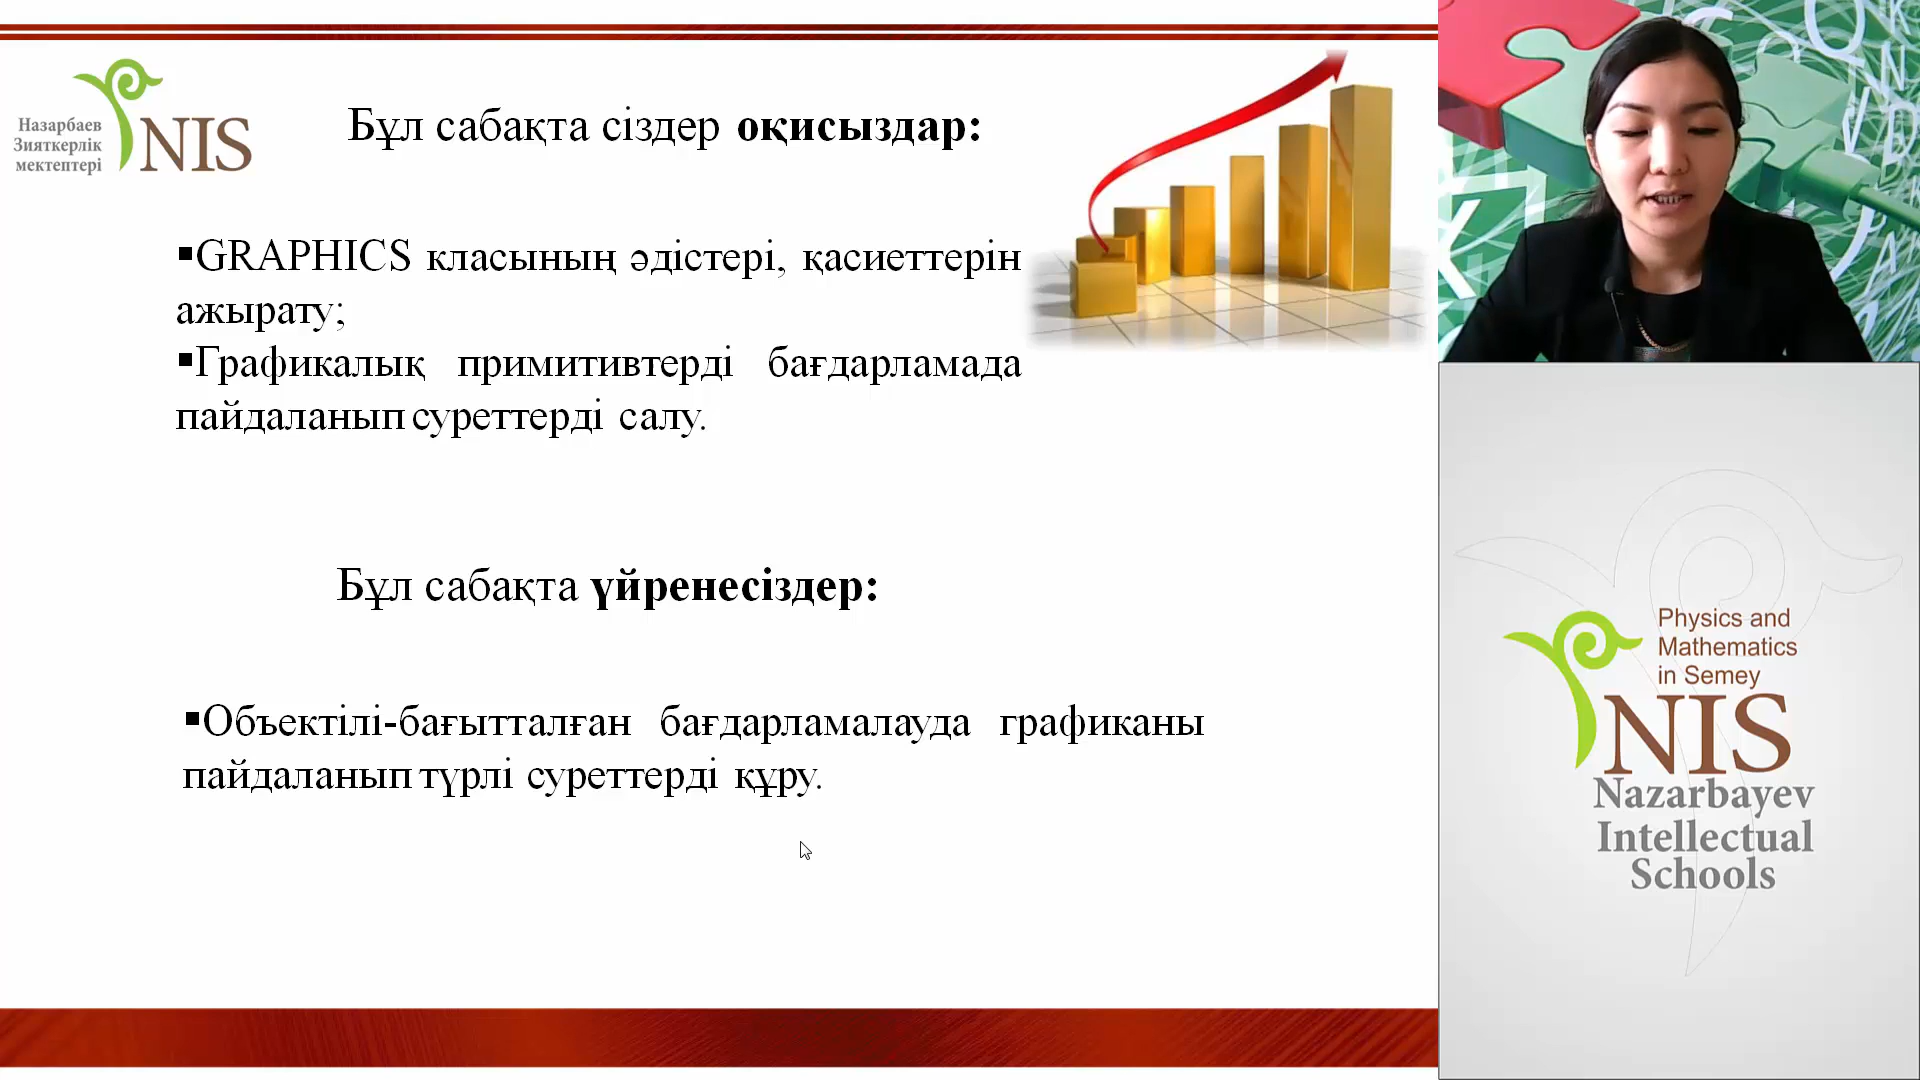 Назарбаев
Зияткерлік
мектептері
NIS
Бұл сабақта сіздер оқисыздар:
▪GRAPHICS класының әдістері, қасиеттерін
ажырату;
▪Графикалық примитивтерді бағдарламада
пайдаланып суреттерді салу.
Бұл сабақта үйренесіздер:
▪Объектілі-бағытталған бағдарламалауда графиканы
пайдаланып түрлі суреттерді құру.
Physics and
Mathematics
in Semey
NIS
Nazarbayev
Intellectual
Schools